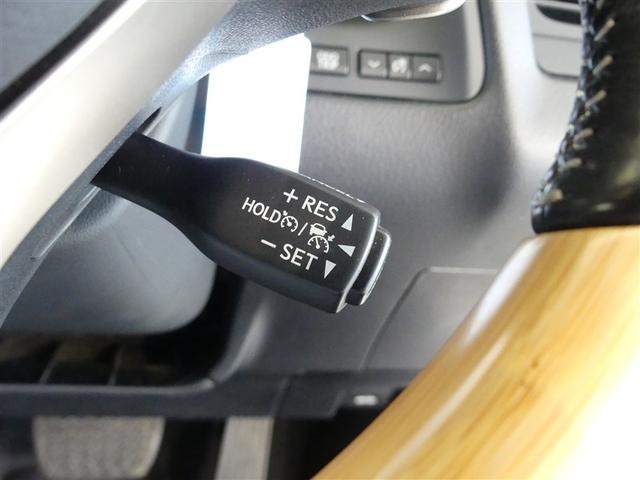 + RES
HOLD /
− SET